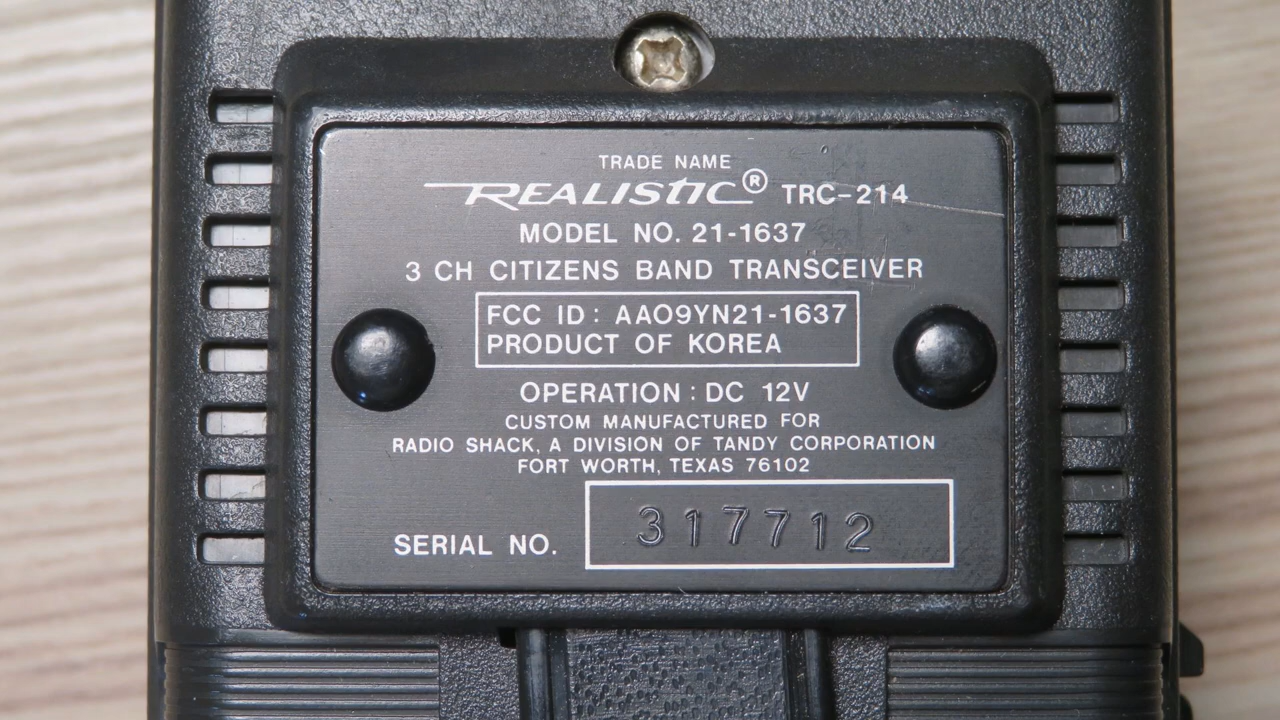 TRADE NAME
REALISTIC® TRC-214
MODEL NO. 21-1637
3 CH CITIZENS BAND TRANSCEIVER
FCC ID : AAO9YN21-1637
PRODUCT OF KOREA
OPERATION : DC 12V
CUSTOM MANUFACTURED FOR
RADIO SHACK, A DIVISION OF TANDY CORPORATION
FORT WORTH, TEXAS 76102
SERIAL NO. 317712